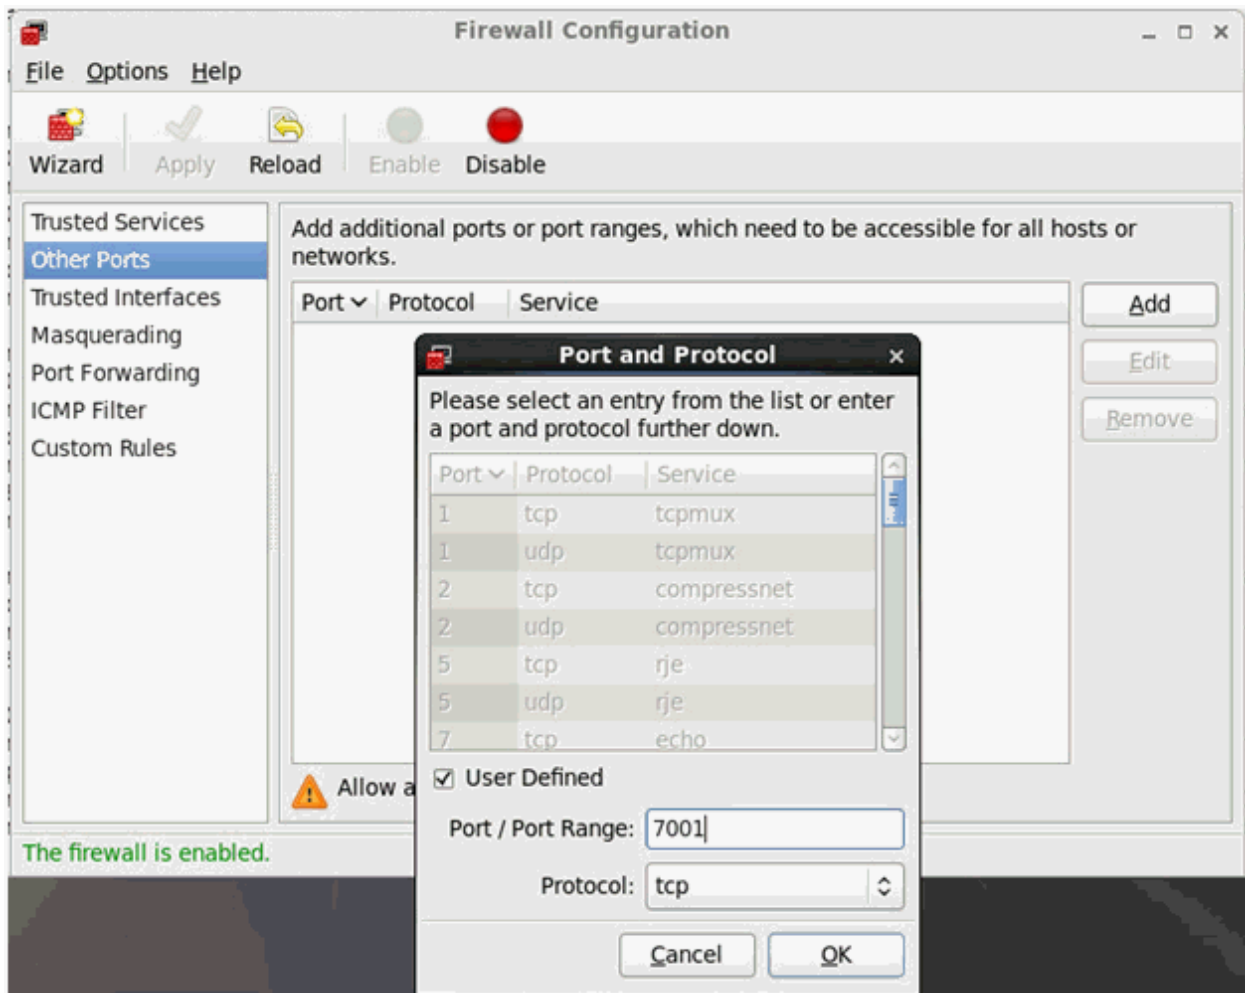 Firewall Configuration
File Options Help
Wizard Apply Reload Enable Disable
Trusted Services
Other Ports
Trusted Interfaces
Masquerading
Port Forwarding
ICMP Filter
Custom Rules
Add additional ports or port ranges, which need to be accessible for all hosts or
networks.
Port Protocol Service
Add
Edit
Remove
Port and Protocol
Please select an entry from the list or enter
a port and protocol further down.
Port Protocol Service
1 tcp tcpmux
1 udp tcpmux
2 tcp compressnet
2 udp compressnet
5 tcp rje
5 udp rje
7 tcp echo
User Defined
Port / Port Range: 7001
Protocol: tcp
Cancel OK
Allow a
The firewall is enabled.